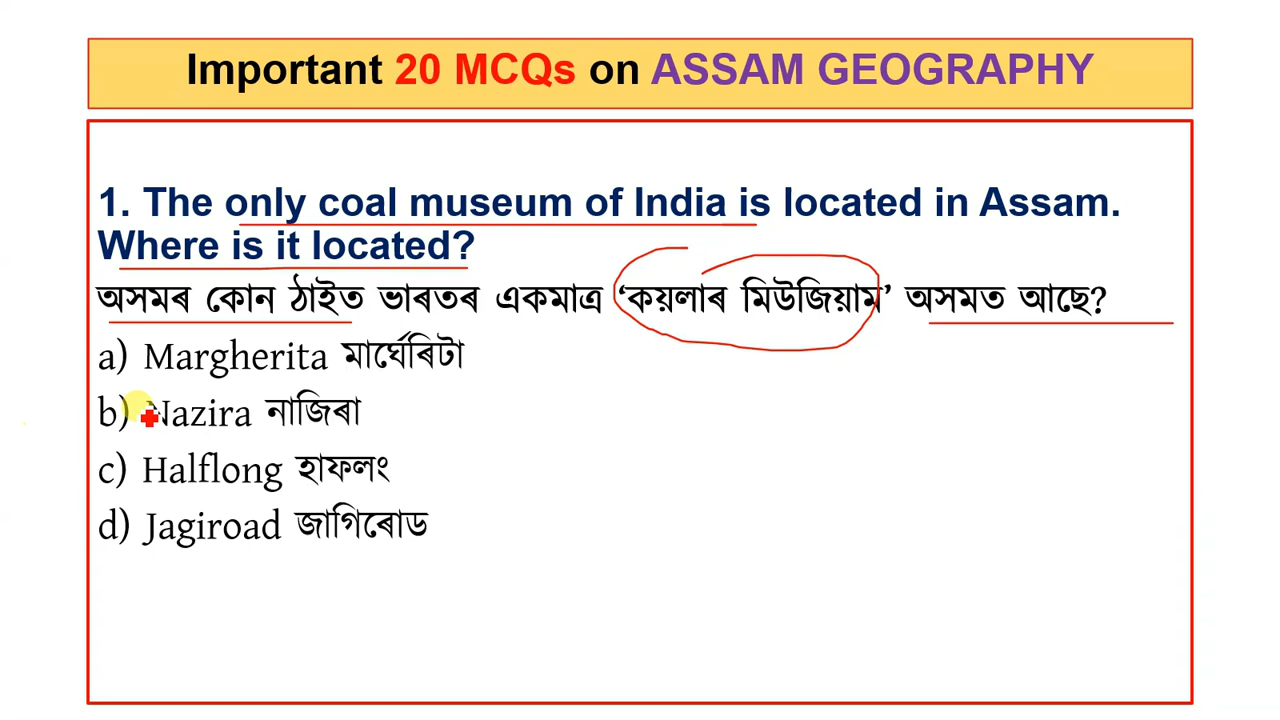 Important 20 MCQs on ASSAM GEOGRAPHY
1. The only coal museum of India is located in Assam.
Where is it located?
অসমৰ কোন ঠাইত ভাৰতৰ একমাত্ৰ ‘কয়লাৰ মিউজিয়াম’ অসমত আছে?
a) Margherita মাৰ্ঘেৰিটা
b) Nazira নাজিৰা
c) Halflong হাফলং
d) Jagiroad জাগিৰোড